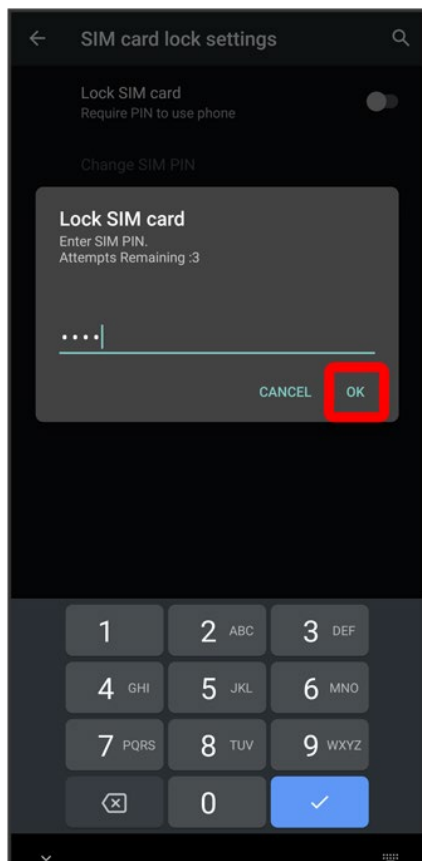 SIM card lock settings
Lock SIM card
Require PIN to use phone
Change SIM PIN
Lock SIM card
Enter SIM PIN.
Attempts Remaining :3
••••
CANCEL OK
1 2 ABC 3 DEF
4 GHI 5 JKL 6 MNO
7 PQRS 8 TUV 9 WXYZ
0